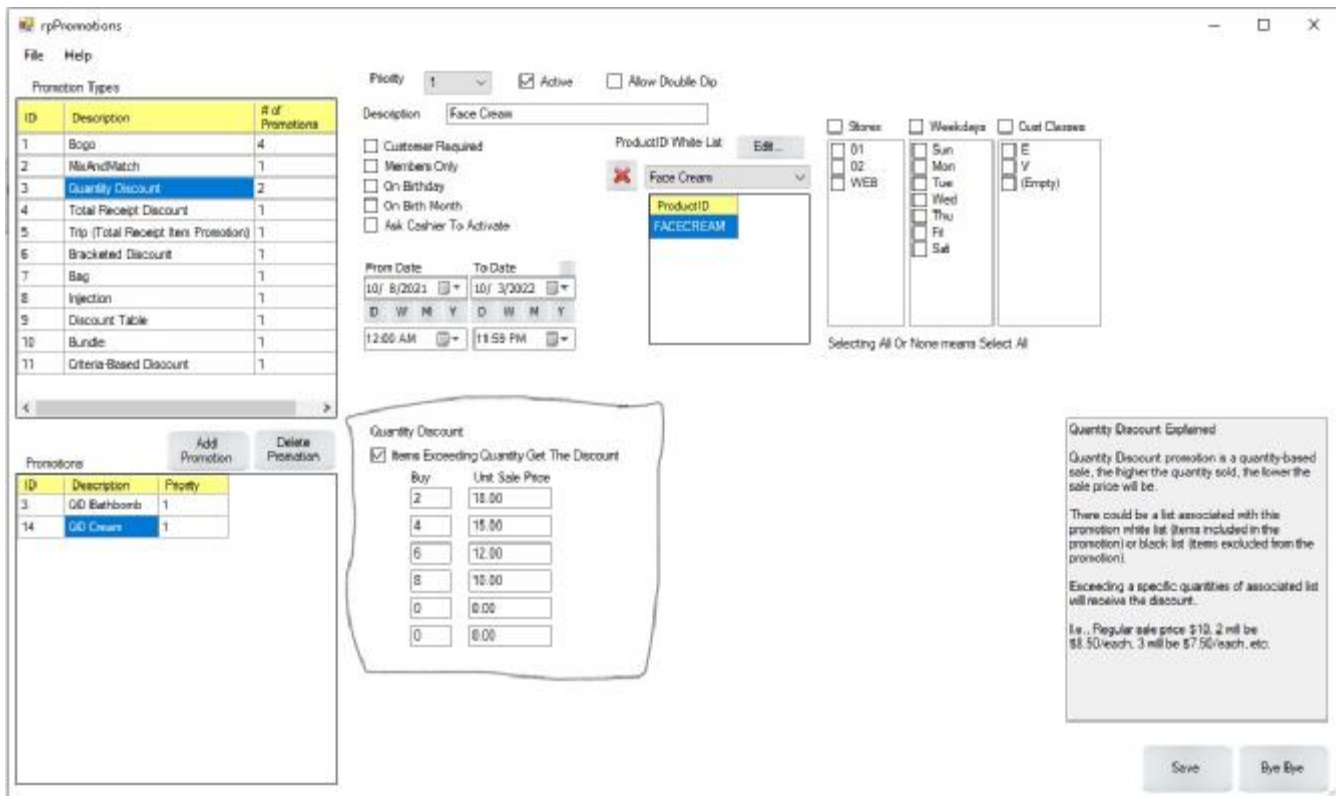 rpPromotions
File Help
Promotion Types
ID Description # of Promotions
1 Bogo 4
2 MixAndMatch 1
3 Quantity Discount 2
4 Total Receipt Discount 1
5 Trip (Total Receipt Item Promotion) 1
6 Bracketed Discount 1
7 Bag 1
8 Injection 1
9 Discount Table 1
10 Bundle 1
11 Criteria-Based Discount 1
Add Promotion
Delete Promotion
Promotions
ID Description Priority
3 QD Bathbomb 1
14 QD Cream 1
Priority 1 Active Allow Double Dip
Description Face Cream
Customer Required
Members Only
On Birthday
On Birth Month
Ask Cashier To Activate
From Date To Date
10/ 8/2021 10/ 3/2022
D W M Y D W M Y
12:00 AM 11:59 PM
ProductID White List Edit...
Face Cream
ProductID
FACECREAM
Stores Weekdays Cust Classes
01 Sun E
02 Mon V
WEB Tue (Empty)
Wed
Thu
Fri
Sat
Selecting All Or None means Select All
Quantity Discount
Items Exceeding Quantity Get The Discount
Buy Unit Sale Price
2 18.00
4 15.00
6 12.00
8 10.00
0 0.00
0 0.00
Quantity Discount Explained
Quantity Discount promotion is a quantity-based
sale, the higher the quantity sold, the lower the
sale price will be.
There could be a list associated with this
promotion white list (items included in the
promotion) or black list (items excluded from the
promotion).
Exceeding a specific quantities of associated list
will receive the discount.
I.e., Regular sale price $10, 2 will be
$8.50/each, 3 will be $7.50/each, etc.
Save Bye Bye